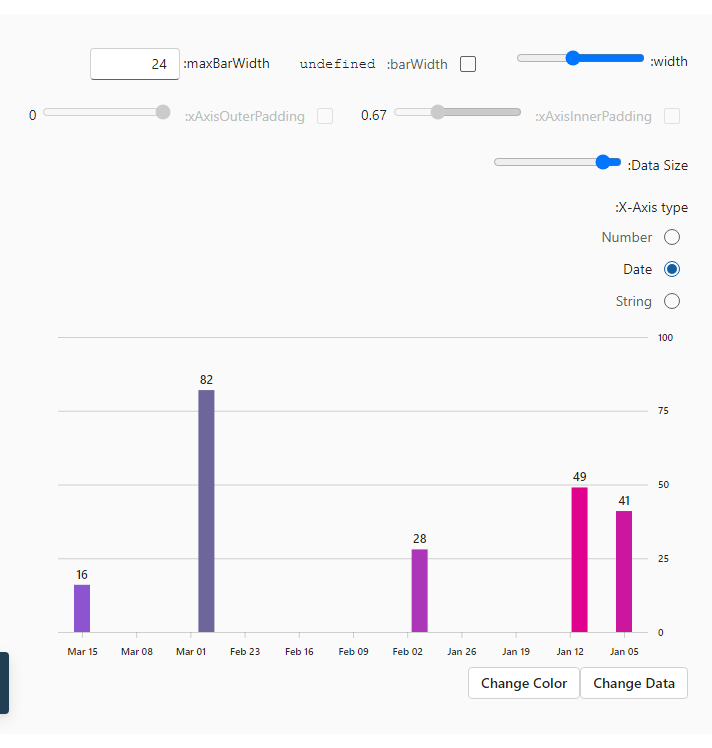 width:
barWidth: undefined
maxBarWidth: 24
xAxisInnerPadding: 0.67
xAxisOuterPadding: 0
Data Size:
X-Axis type:
Number
Date
String
100
75
50
25
0
16
82
28
49
41
Mar 15 Mar 08 Mar 01 Feb 23 Feb 16 Feb 09 Feb 02 Jan 26 Jan 19 Jan 12 Jan 05
Change Color Change Data